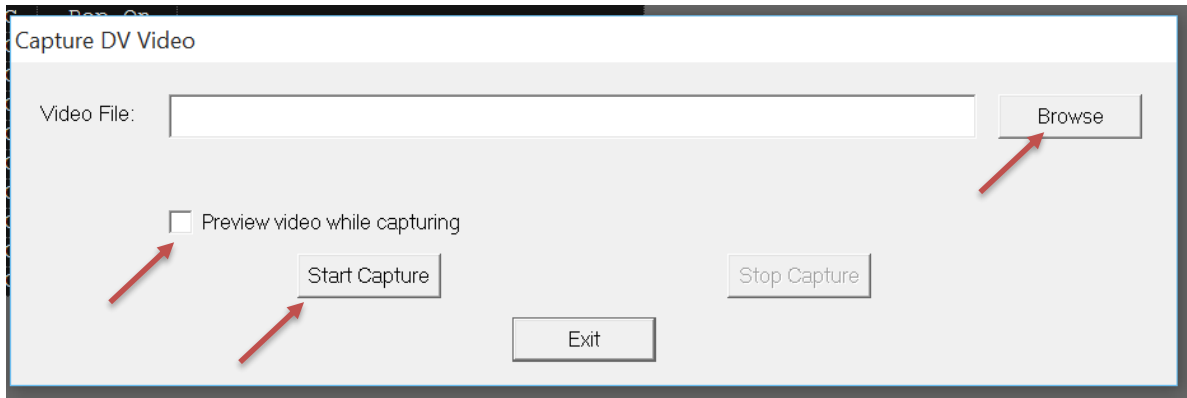 Capture DV Video
Video File:
Browse
Preview video while capturing
Start Capture
Stop Capture
Exit